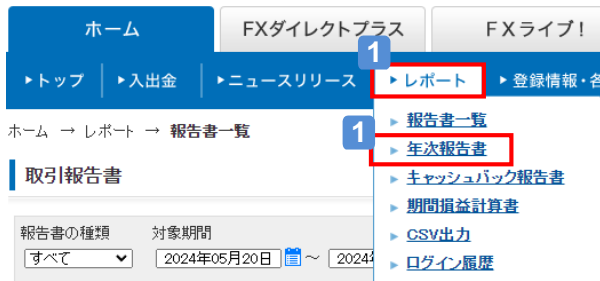 ホーム FXダイレクトプラス FXライブ！
1
▶トップ ▶入出金 ▶ニュースリリース ▶レポート ▶登録情報・各
ホーム → レポート → 報告書一覧
▶ 報告書一覧
1
▶ 年次報告書
取引報告書
▶ キャッシュバック報告書
▶ 期間損益計算書
報告書の種類 対象期間
▶ CSV出力
すべて 2024年05月20日 ～ 2024
▶ ログイン履歴